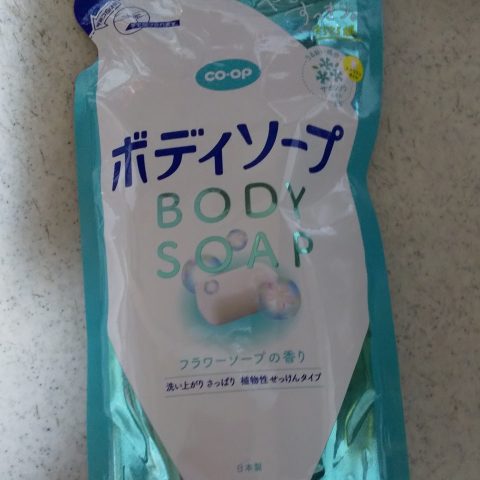 co·op
ボディソープ
BODY
SOAP
フラワーソープの香り
洗い上がり さっぱり 植物性 せっけんタイプ
日本製